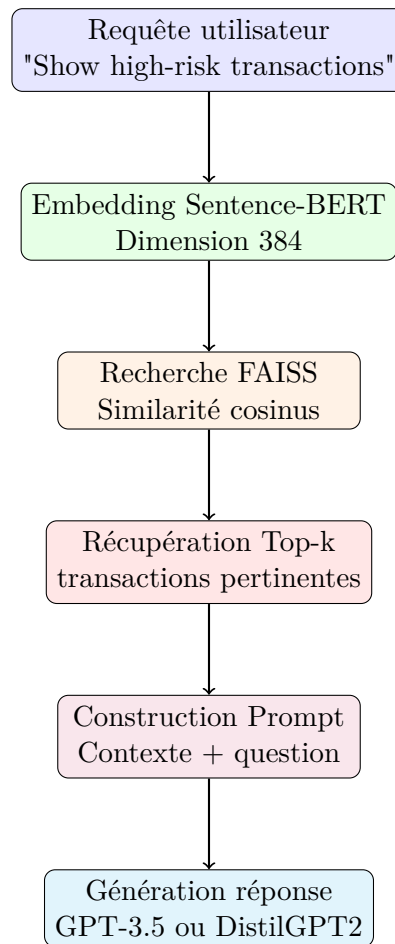 Requête utilisateur
"Show high-risk transactions"
Embedding Sentence-BERT
Dimension 384
Recherche FAISS
Similarité cosinus
Récupération Top-k
transactions pertinentes
Construction Prompt
Contexte + question
Génération réponse
GPT-3.5 ou DistilGPT2